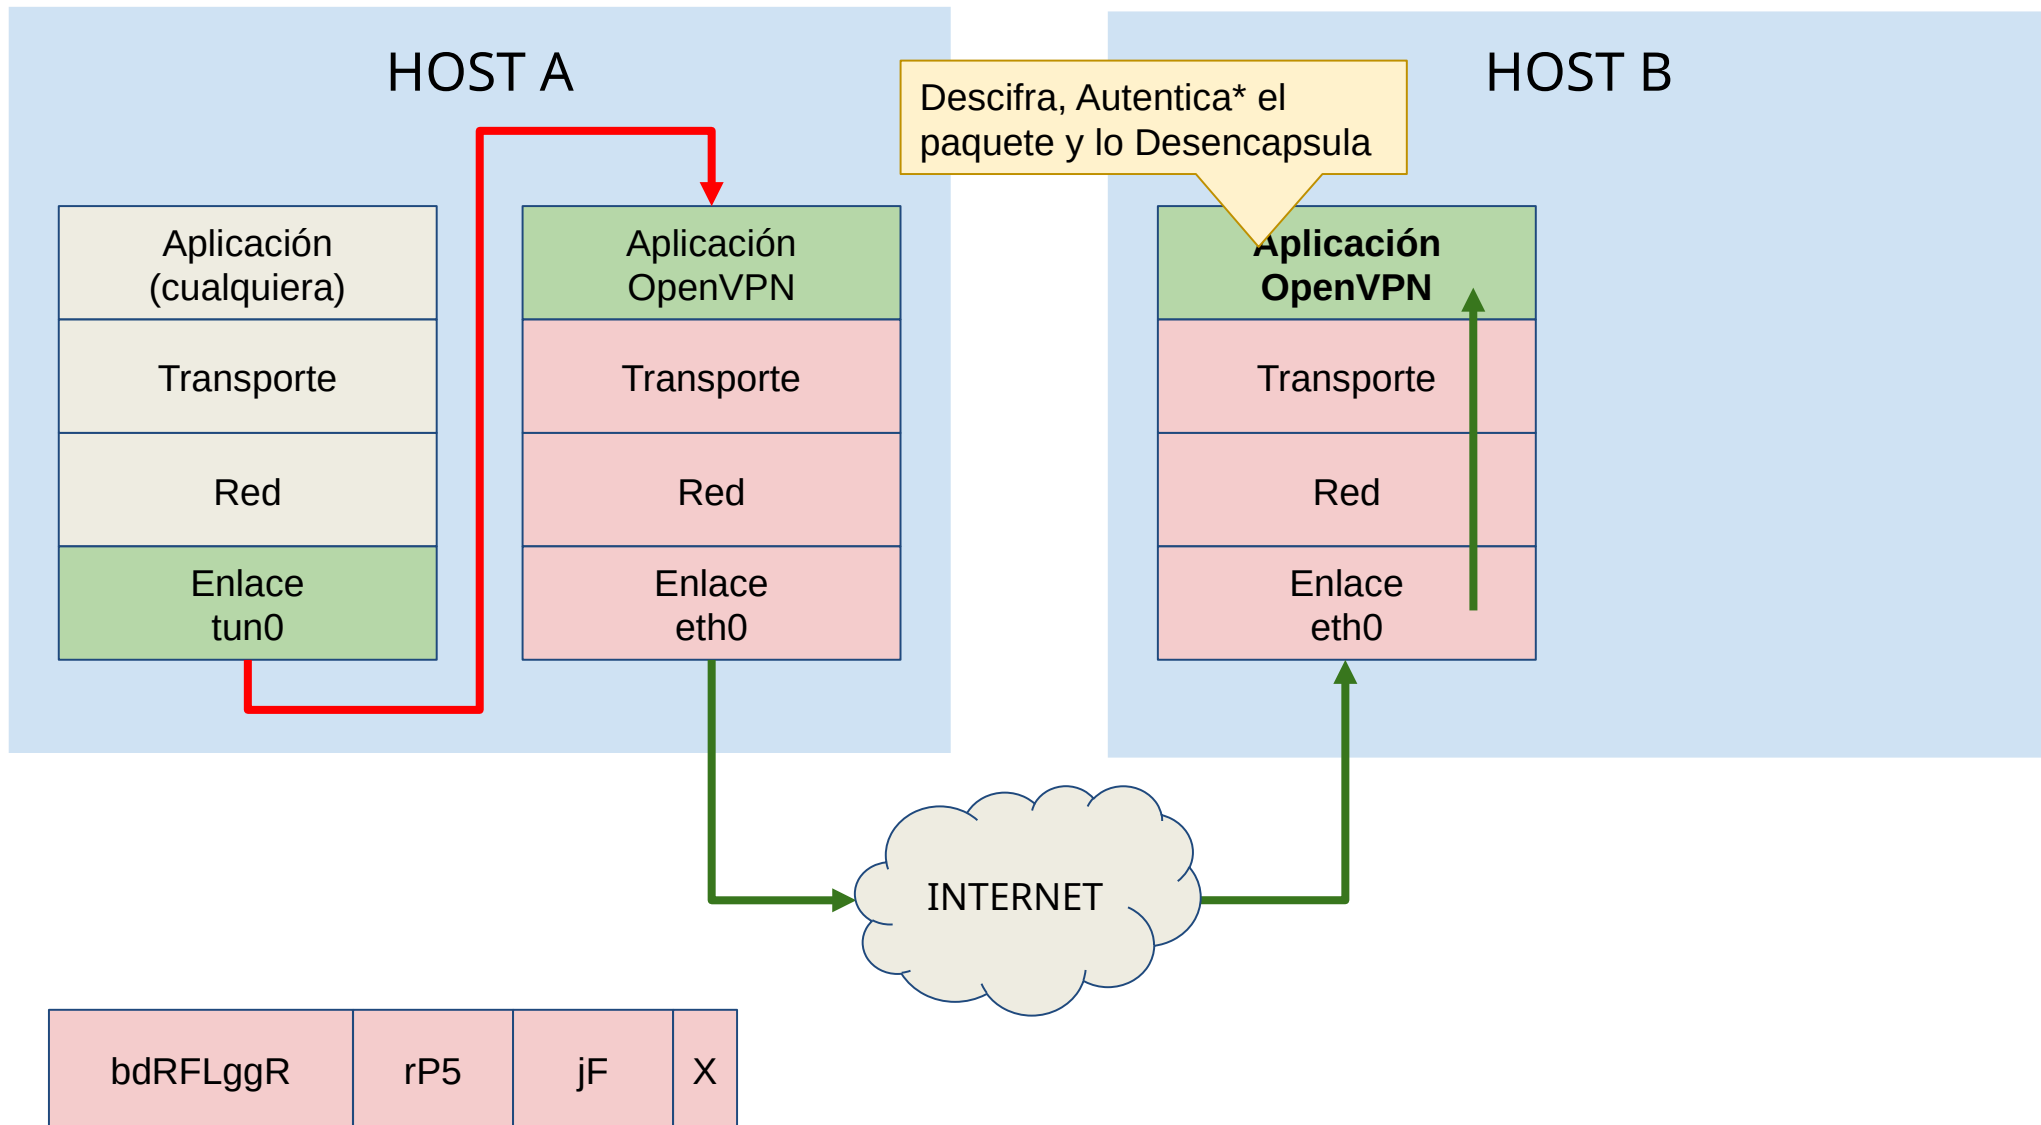 HOST A
HOST B
Descifra, Autentica* el
paquete y lo Desencapsula
Aplicación
(cualquiera)
Transporte
Red
Enlace
tun0
Aplicación
OpenVPN
Transporte
Red
Enlace
eth0
Aplicación
OpenVPN
Transporte
Red
Enlace
eth0
INTERNET
bdRFLggR
rP5
jF
X